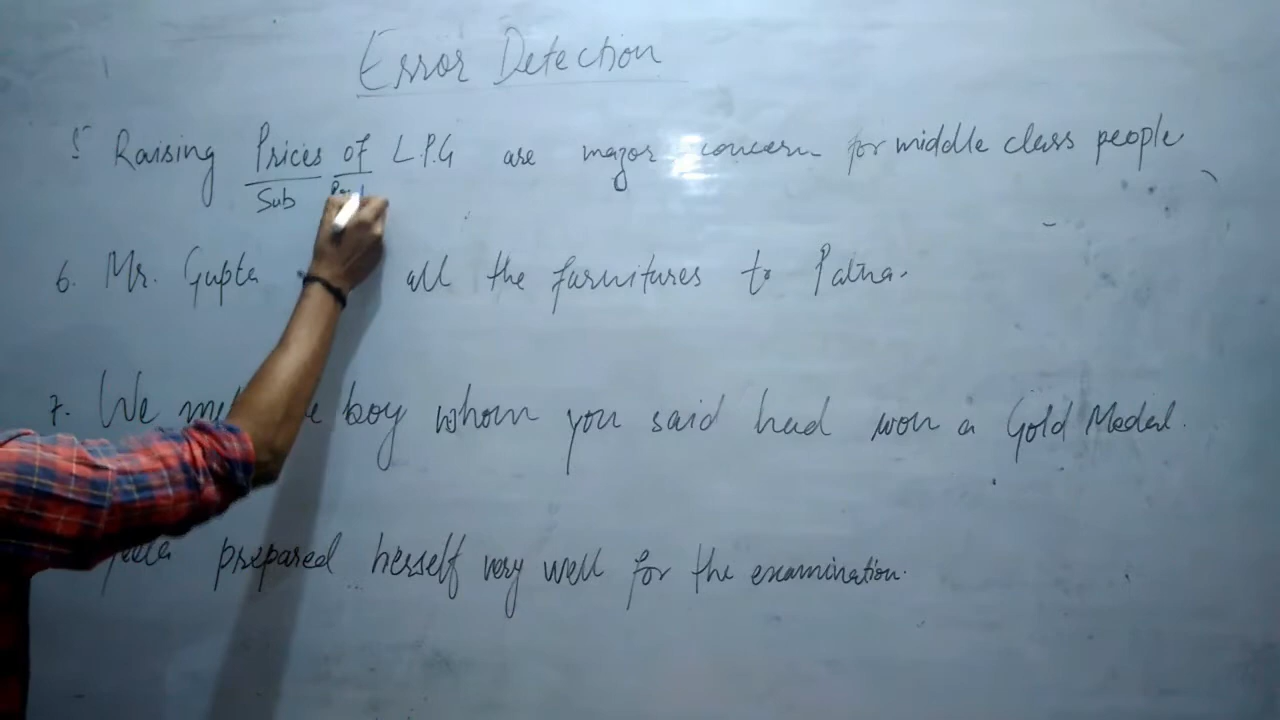 Error Detection
5 Raising Prices of L.P.G are major concern for middle class people
Sub
6. Mr. Gupta all the furnitures to Patna.
7. We boy whom you said had won a Gold Medal.
prepared herself very well for the examination.